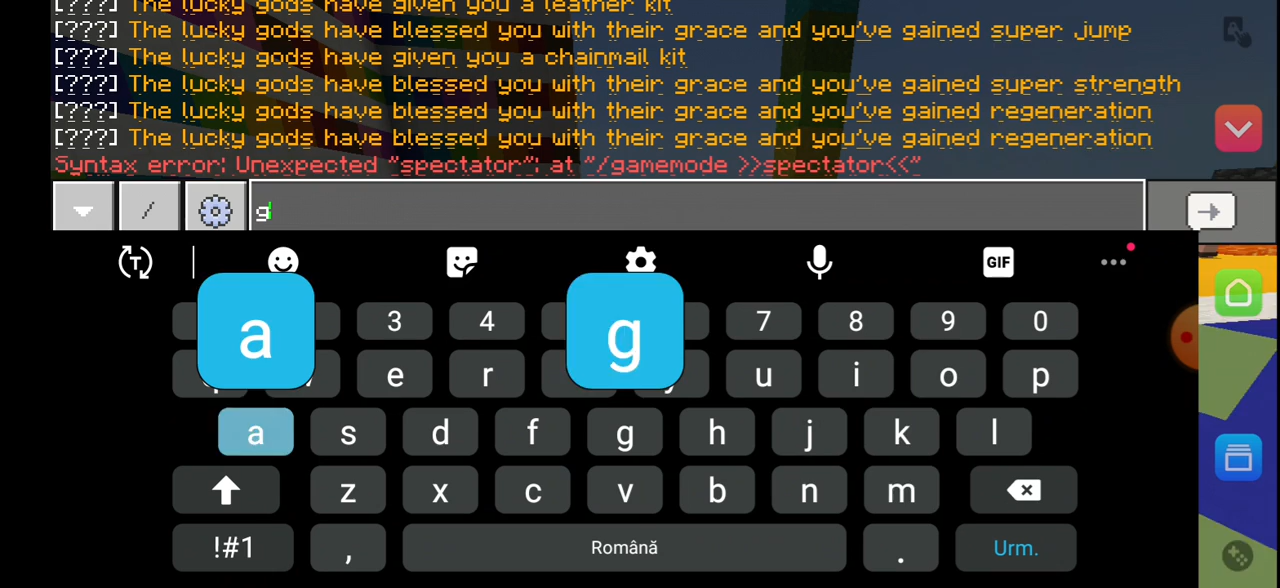 [???] The lucky gods have given you a leather kit
[???] The lucky gods have blessed you with their grace and you've gained super jump
[???] The lucky gods have given you a chainmail kit
[???] The lucky gods have blessed you with their grace and you've gained super strength
[???] The lucky gods have blessed you with their grace and you've gained regeneration
[???] The lucky gods have blessed you with their grace and you've gained regeneration
Syntax error: Unexpected "spectator": at "/gamemode >>spectator<<"
/ g
T GIF
a 3 4 g 7 8 9 0
e r u i o p
a s d f g h j k l
z x c v b n m
!#1 , Română . Urm.